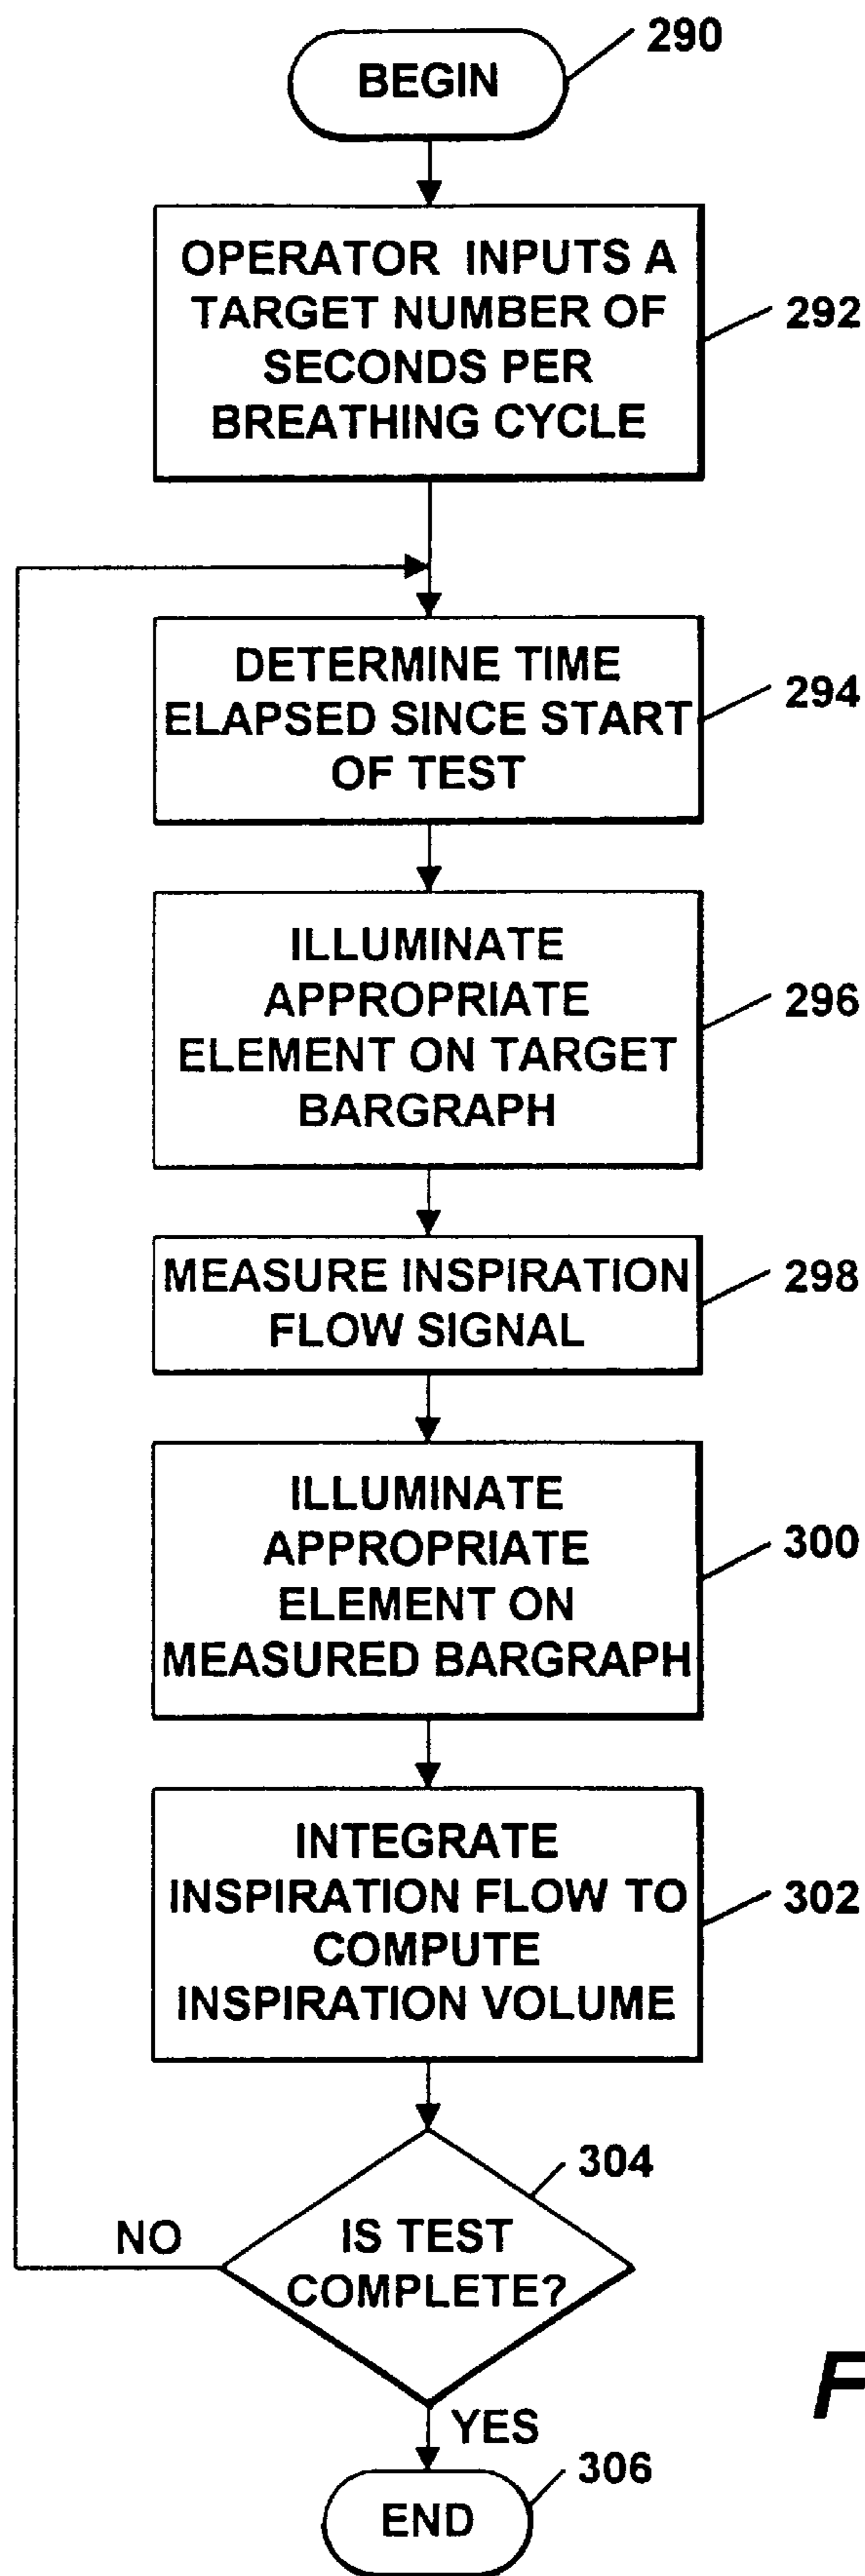 BEGIN
290
OPERATOR INPUTS A
TARGET NUMBER OF
SECONDS PER
BREATHING CYCLE
292
DETERMINE TIME
ELAPSED SINCE START
OF TEST
294
ILLUMINATE
APPROPRIATE
ELEMENT ON TARGET
BARGRAPH
296
MEASURE INSPIRATION
FLOW SIGNAL
298
ILLUMINATE
APPROPRIATE
ELEMENT ON
MEASURED BARGRAPH
300
INTEGRATE
INSPIRATION FLOW TO
COMPUTE
INSPIRATION VOLUME
302
304
IS TEST
COMPLETE?
NO
YES
F
END
306